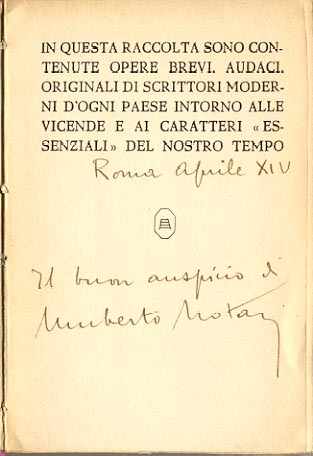 IN QUESTA RACCOLTA SONO CON-
TENUTE OPERE BREVI, AUDACI,
ORIGINALI DI SCRITTORI MODER-
NI D'OGNI PAESE INTORNO ALLE
VICENDE E AI CARATTERI «ES-
SENZIALI» DEL NOSTRO TEMPO
Roma Aprile XIV
Il buon auspicio di
Umberto Notari